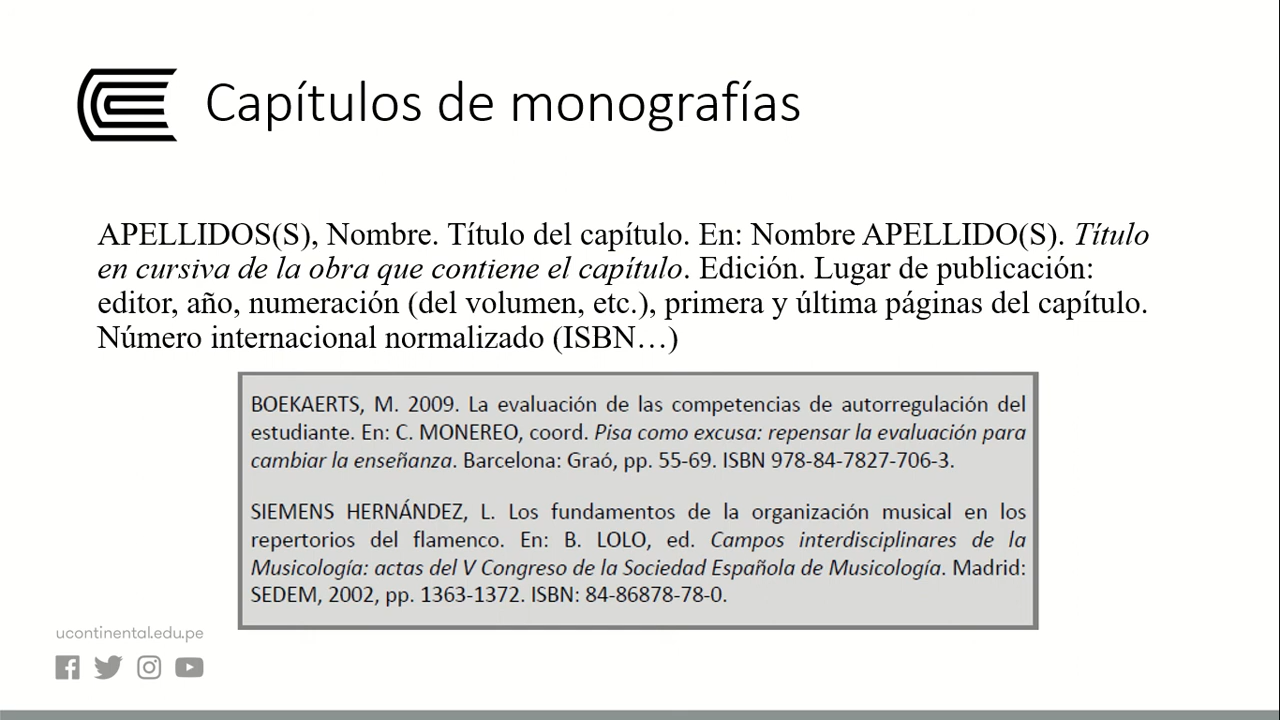 Capítulos de monografías
APELLIDOS(S), Nombre. Título del capítulo. En: Nombre APELLIDO(S). Título
en cursiva de la obra que contiene el capítulo. Edición. Lugar de publicación:
editor, año, numeración (del volumen, etc.), primera y última páginas del capítulo.
Número internacional normalizado (ISBN…)
BOEKAERTS, M. 2009. La evaluación de las competencias de autorregulación del
estudiante. En: C. MONEREO, coord. Pisa como excusa: repensar la evaluación para
cambiar la enseñanza. Barcelona: Graó, pp. 55-69. ISBN 978-84-7827-706-3.
SIEMENS HERNÁNDEZ, L. Los fundamentos de la organización musical en los
repertorios del flamenco. En: B. LOLO, ed. Campos interdisciplinares de la
Musicología: actas del V Congreso de la Sociedad Española de Musicología. Madrid:
SEDEM, 2002, pp. 1363-1372. ISBN: 84-86878-78-0.
ucontinental.edu.pe